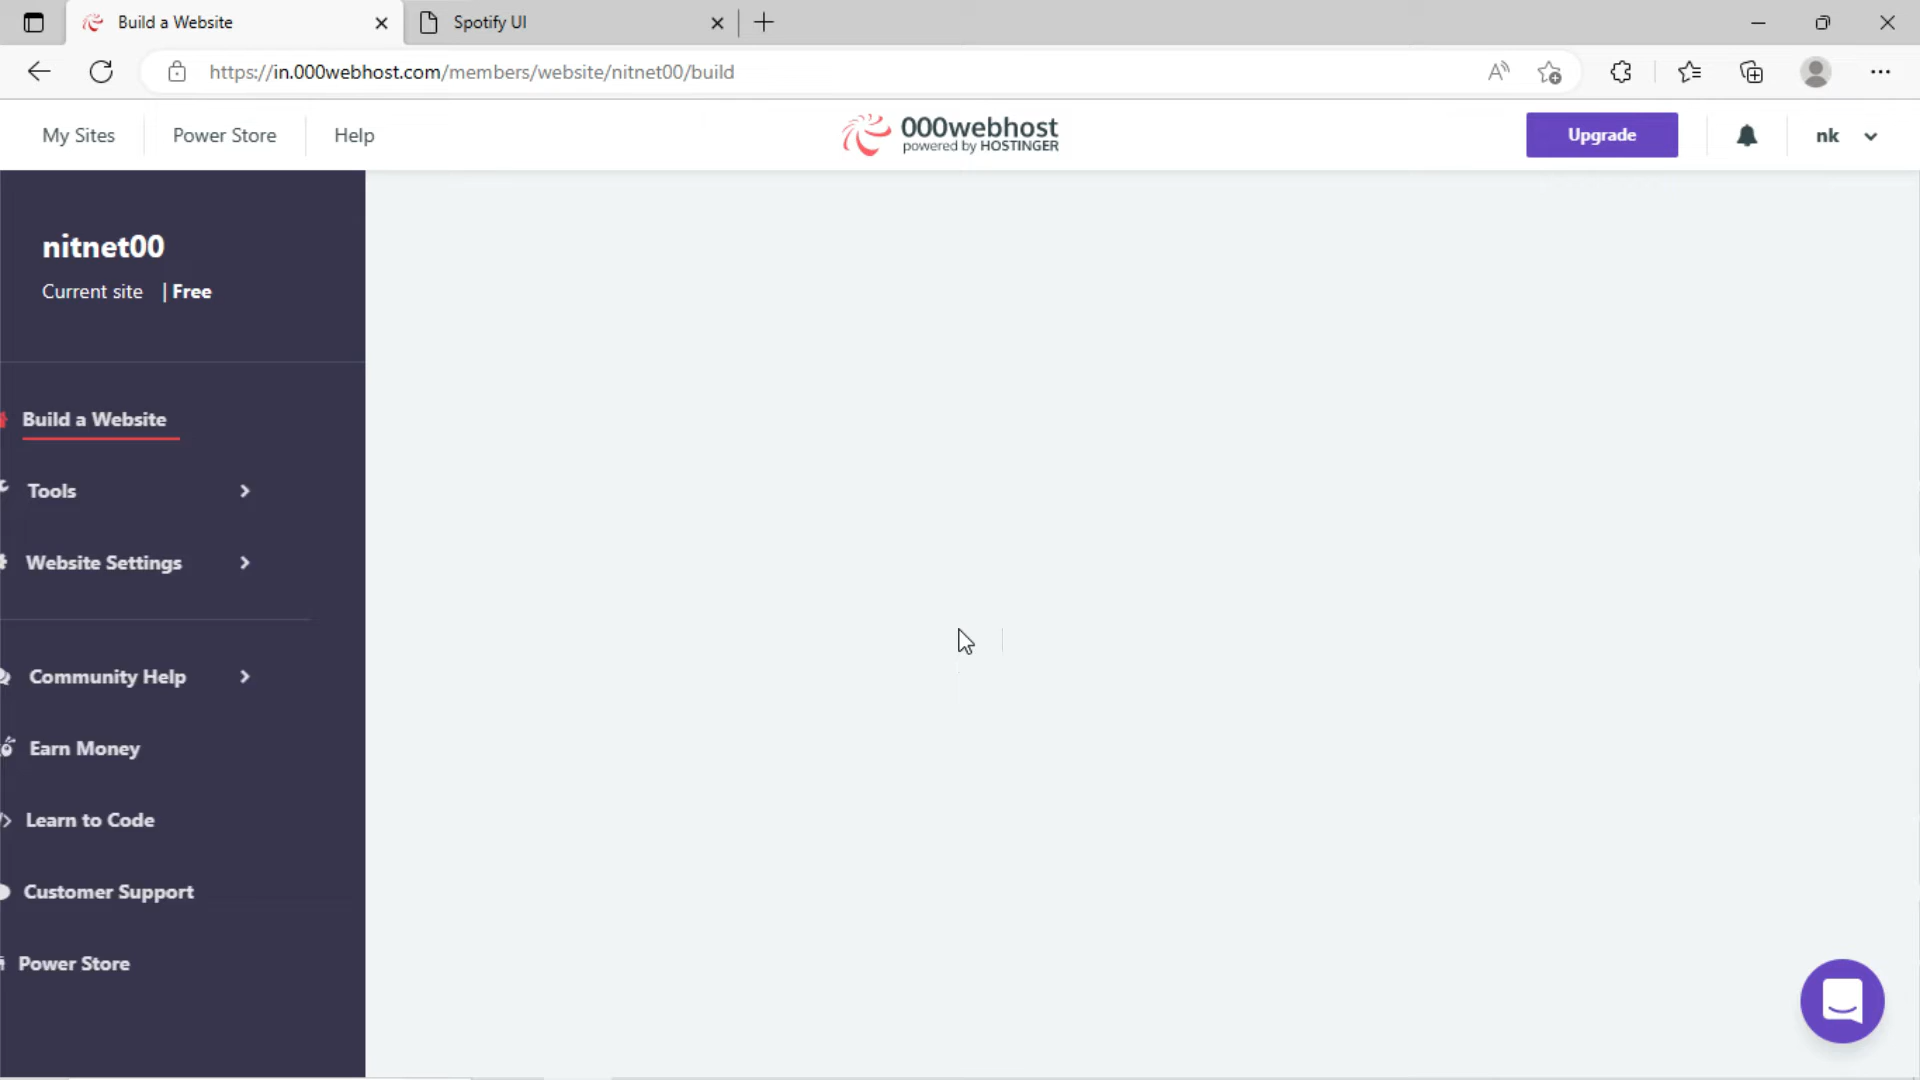 Build a Website
Spotify UI
https://in.000webhost.com/members/website/nitnet00/build
My Sites
Power Store
Help
000webhost
powered by HOSTINGER
Upgrade
nk
nitnet00
Current site | Free
Build a Website
Tools
Website Settings
Community Help
Earn Money
Learn to Code
Customer Support
Power Store